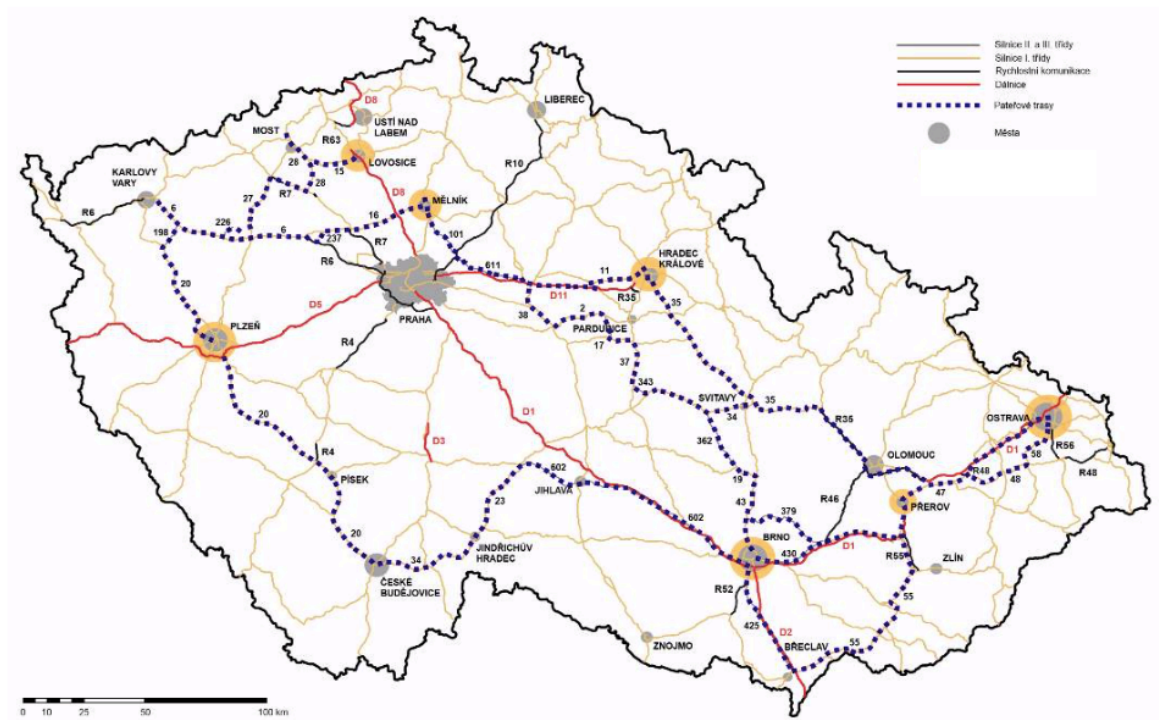 Silnice II. a III. třídy
Silnice I. třídy
Rychlostní komunikace
Dálnice
Páteřové trasy
Města
D8
LIBEREC
ÚSTÍ NAD
LABEM
MOST
R63
28
LOVOSICE
15
R10
KARLOVY
VARY
28
R7
27
D8
MĚLNÍK
R6
6
226
16
198
6
237
101
R7
R6
HRADEC
KRÁLOVÉ
611
11
20
D11
R35
35
D5
PRAHA
38
2
PARDUBICE
PLZEŇ
R4
17
37
343
SVITAVY
35
34
R35
OSTRAVA
20
D1
362
D1
R56
D3
58
R4
OLOMOUC
R48
R48
PÍSEK
602
19
47
48
23
JIHLAVA
43
R46
PŘEROV
379
602
20
BRNO
430
D1
JINDŘICHŮV
HRADEC
R55
ZLÍN
34
ČESKÉ
BUDĚJOVICE
R52
55
425
D2
ZNOJMO
BŘECLAV
55
0 10 20 50 100 km